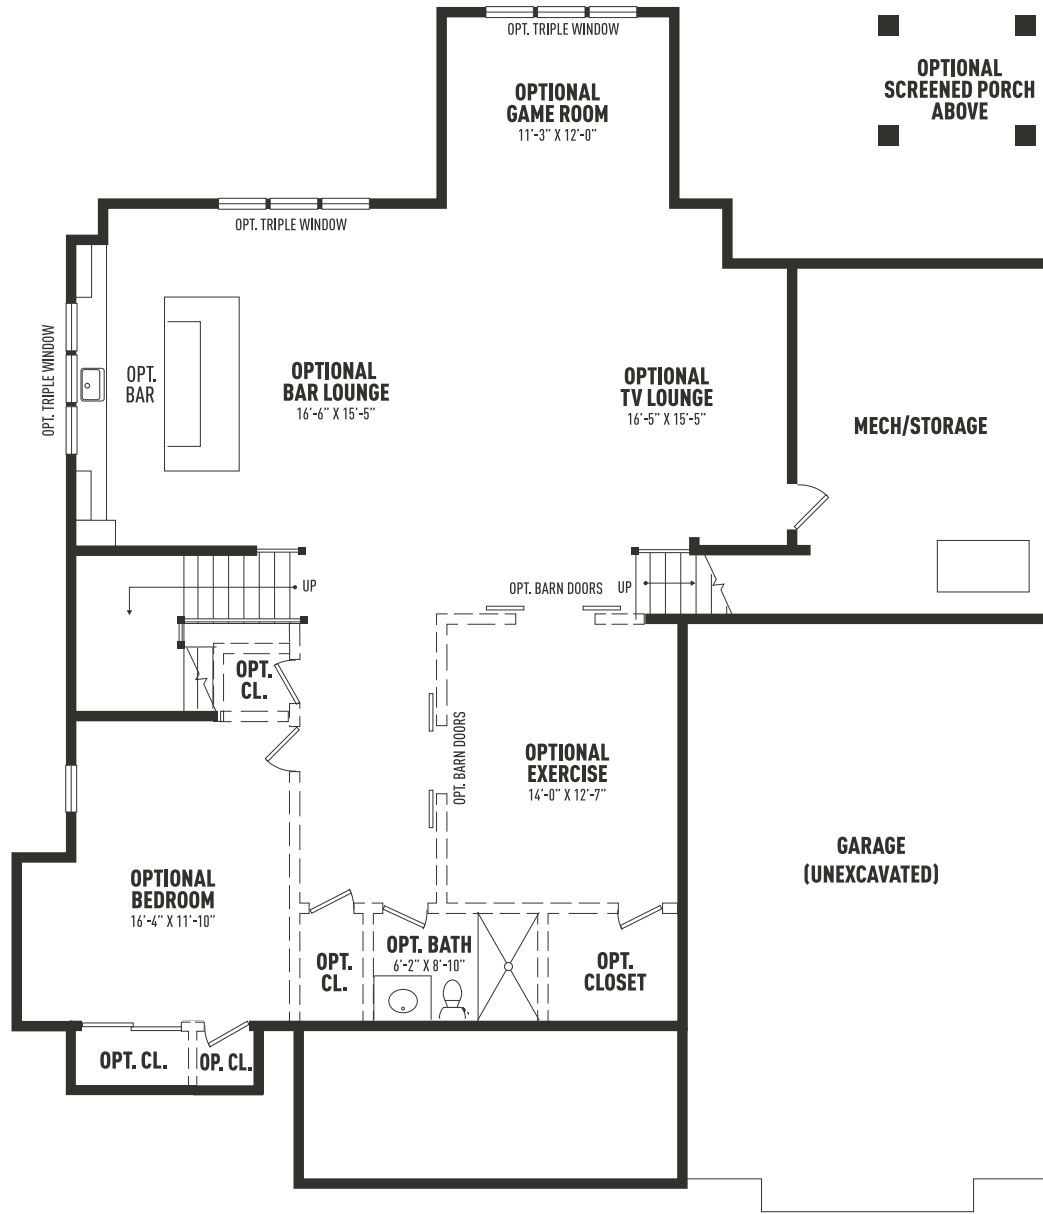 OPT. TRIPLE WINDOW
OPTIONAL
GAME ROOM
11'-3" X 12'-0"
OPTIONAL
SCREENED PORCH
ABOVE
OPT. TRIPLE WINDOW
OPT. TRIPLE WINDOW
OPT.
BAR
OPTIONAL
BAR LOUNGE
16'-6" X 15'-5"
OPTIONAL
TV LOUNGE
16'-5" X 15'-5"
MECH/STORAGE
UP
OPT. BARN DOORS
UP
OPT.
CL.
OPT. BARN DOORS
OPTIONAL
EXERCISE
14'-0" X 12'-7"
GARAGE
(UNEXCAVATED)
OPTIONAL
BEDROOM
16'-4" X 11'-10"
OPT.
CL.
OPT. BATH
6'-2" X 8'-10"
OPT.
CLOSET
OPT. CL.
OP. CL.